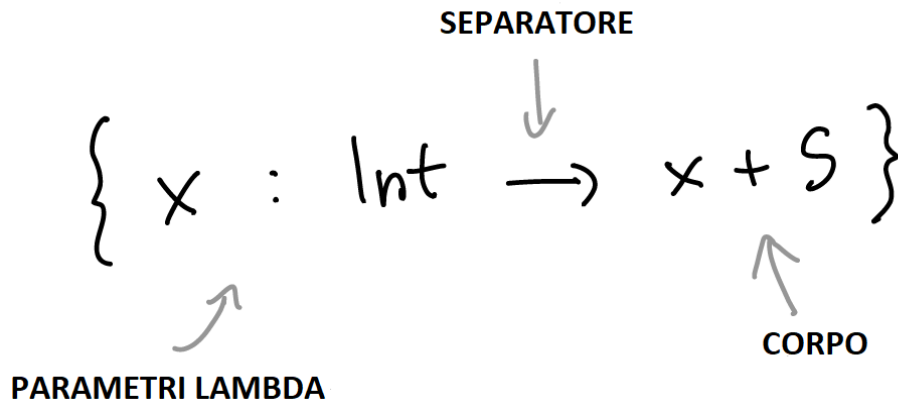 SEPARATORE
{ x : Int → x + 5 }
CORPO
PARAMETRI LAMBDA